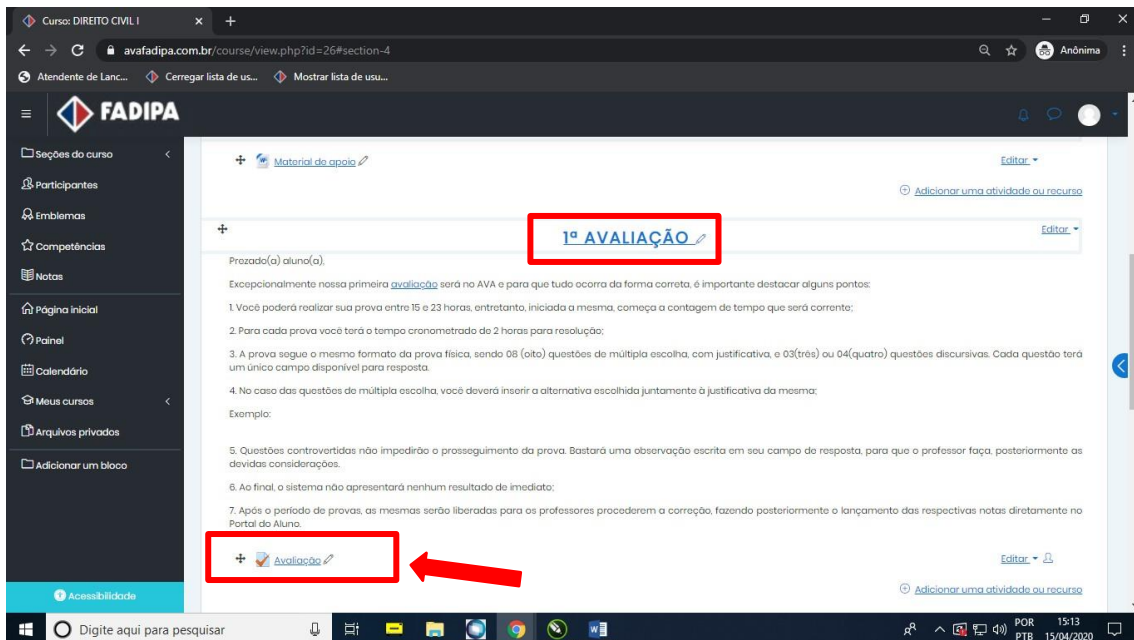 Curso: DIREITO CIVIL I
avafadipa.com.br/course/view.php?id=26#section-4
Anônima
Atendente de Lanc...
Cerregar lista de us...
Mostrar lista de usu...
FADIPA
Seções do curso
Participantes
Emblemas
Competências
Notas
Página inicial
Painel
Calendário
Meus cursos
Arquivos privados
Adicionar um bloco
Acessibilidade
Material de apoio
Editar
Adicionar uma atividade ou recurso
1ª AVALIAÇÃO
Editar
Prezado(a) aluno(a),
Excepcionalmente nossa primeira avaliação será no AVA e para que tudo ocorra da forma correta, é importante destacar alguns pontos:
1. Você poderá realizar sua prova entre 15 e 23 horas, entretanto, iniciada a mesma, começa a contagem de tempo que será corrente;
2. Para cada prova você terá o tempo cronometrado de 2 horas para resolução;
3. A prova segue o mesmo formato da prova física, sendo 08 (oito) questões de múltipla escolha, com justificativa, e 03(três) ou 04(quatro) questões discursivas. Cada questão terá
um único campo disponível para resposta.
4. No caso das questões de múltipla escolha, você deverá inserir a alternativa escolhida juntamente à justificativa da mesma;
Exemplo:
5. Questões controvertidas não impedirão o prosseguimento da prova. Bastará uma observação escrita em seu campo de resposta, para que o professor faça, posteriormente as
devidas considerações.
6. Ao final, o sistema não apresentará nenhum resultado de imediato;
7. Após o período de provas, as mesmas serão liberadas para os professores procederem a correção, fazendo posteriormente o lançamento das respectivas notas diretamente no
Portal do Aluno.
Avaliação
Editar
Adicionar uma atividade ou recurso
Digite aqui para pesquisar
POR
PTB
15:13
15/04/2020